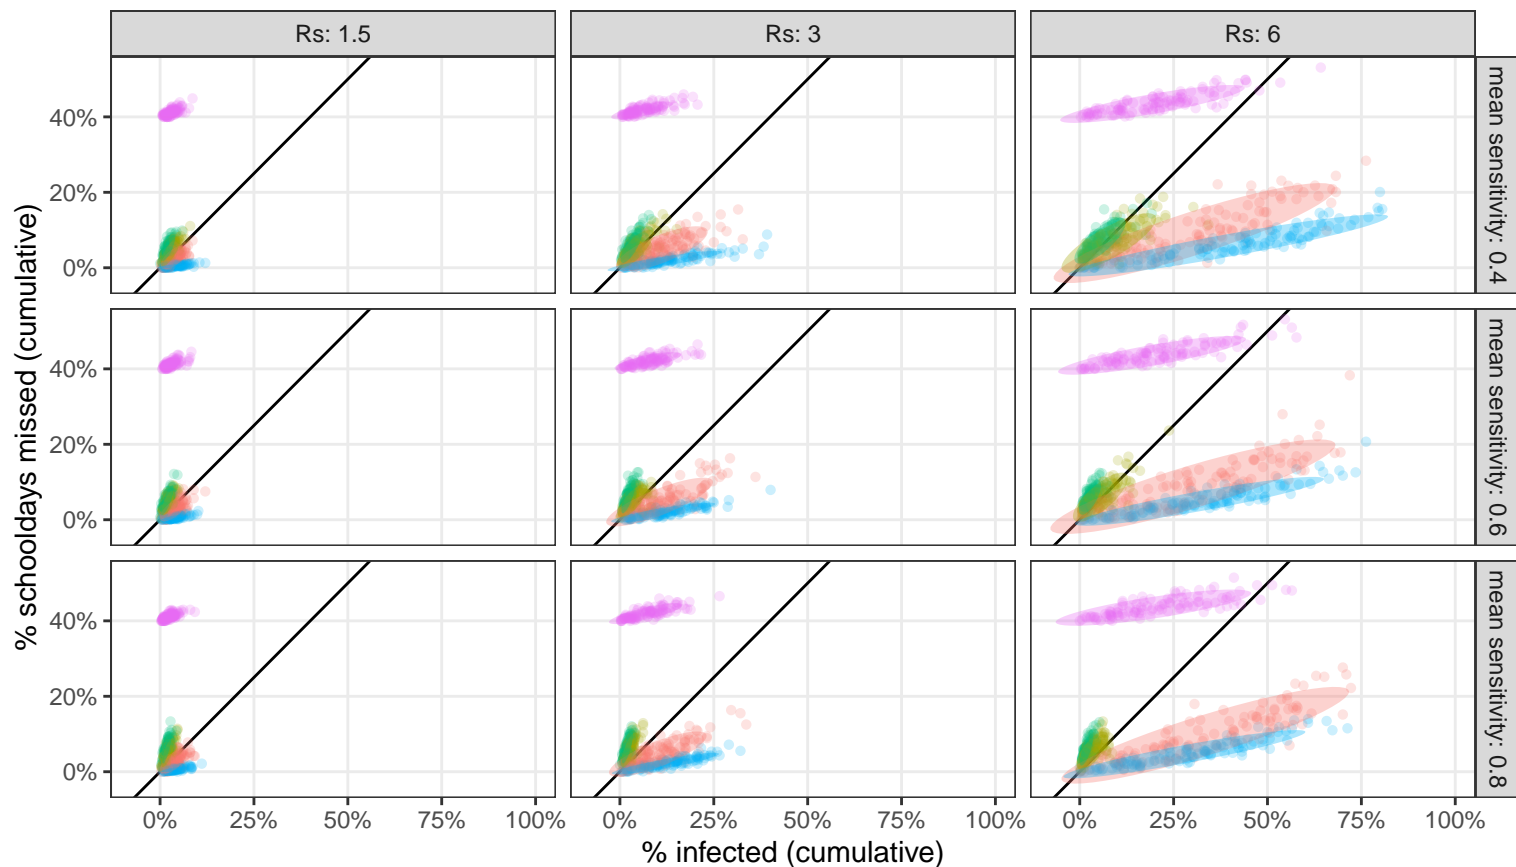 Rs: 1.5
Rs: 3
Rs: 6
% schooldays missed (cumulative)
40%
20%
0%
mean sensitivity: 0.4
40%
20%
0%
mean sensitivity: 0.6
40%
20%
0%
mean sensitivity: 0.8
0% 25% 50% 75% 100%
0% 25% 50% 75% 100%
0% 25% 50% 75% 100%
% infected (cumulative)